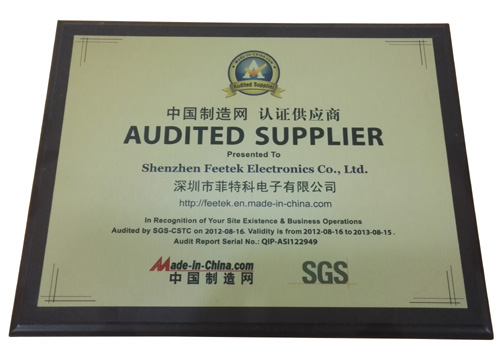 Made-in-China.com
Audited Supplier
中国制造网 认证供应商
AUDITED SUPPLIER
Presented To
Shenzhen Feetek Electronics Co., Ltd.
深圳市菲特科电子有限公司
http://feetek.en.made-in-china.com
In Recognition of Your Site Existence & Business Operations
Audited by SGS-CSTC on 2012-08-16. Validity is from 2012-08-16 to 2013-08-15 .
Audit Report Serial No.: QIP-ASI122949
Made-in-China.com
中国制造网
SGS